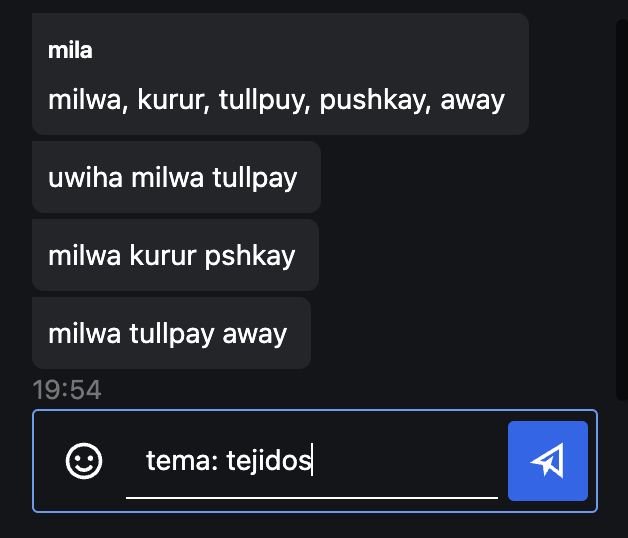 mila
milwa, kurur, tullpuy, pushkay, away
uwiha milwa tullpay
milwa kurur pshkay
milwa tullpay away
19:54
tema: tejidos